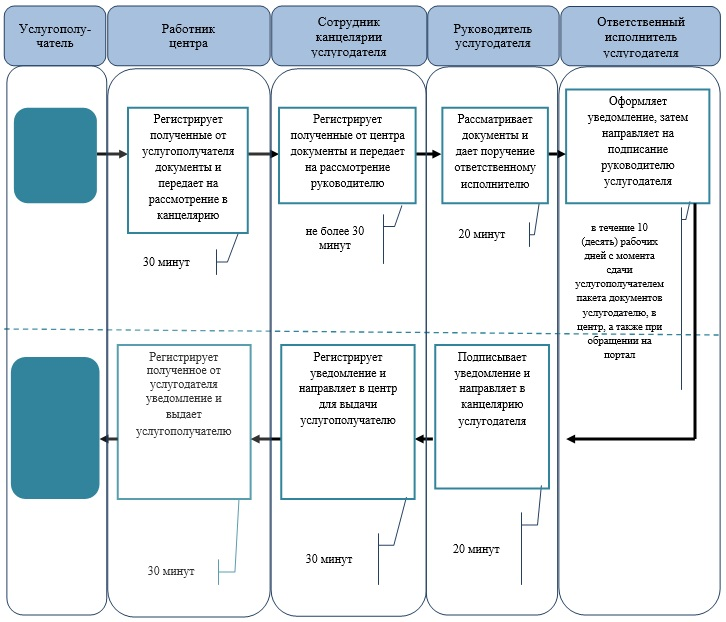 Услугополу-
чатель
Работник
центра
Сотрудник
канцелярии
услугодателя
Руководитель
услугодателя
Ответственный
исполнитель
услугодателя
Регистрирует
полученные от
услугополучателя
документы и
передает на
рассмотрение в
канцелярию
30 минут
Регистрирует
полученные от центра
документы и передает
на рассмотрение
руководителю
не более 30
минут
Рассматривает
документы и
дает поручение
ответственному
исполнителю
20 минут
Оформляет
уведомление, затем
направляет на
подписание
руководителю
услугодателя
в течение 10
(десять) рабочих
дней с момента
сдачи
услугополучателем
пакета документов
услугодателю, в
центр, а также при
обращении на
портал
Регистрирует
полученное от
услугодателя
уведомление и
выдает
услугополучателю
30 минут
Регистрирует
уведомление и
направляет в центр
для выдачи
услугополучателю
30 минут
Подписывает
уведомление и
направляет в
канцелярию
услугодателя
20 минут